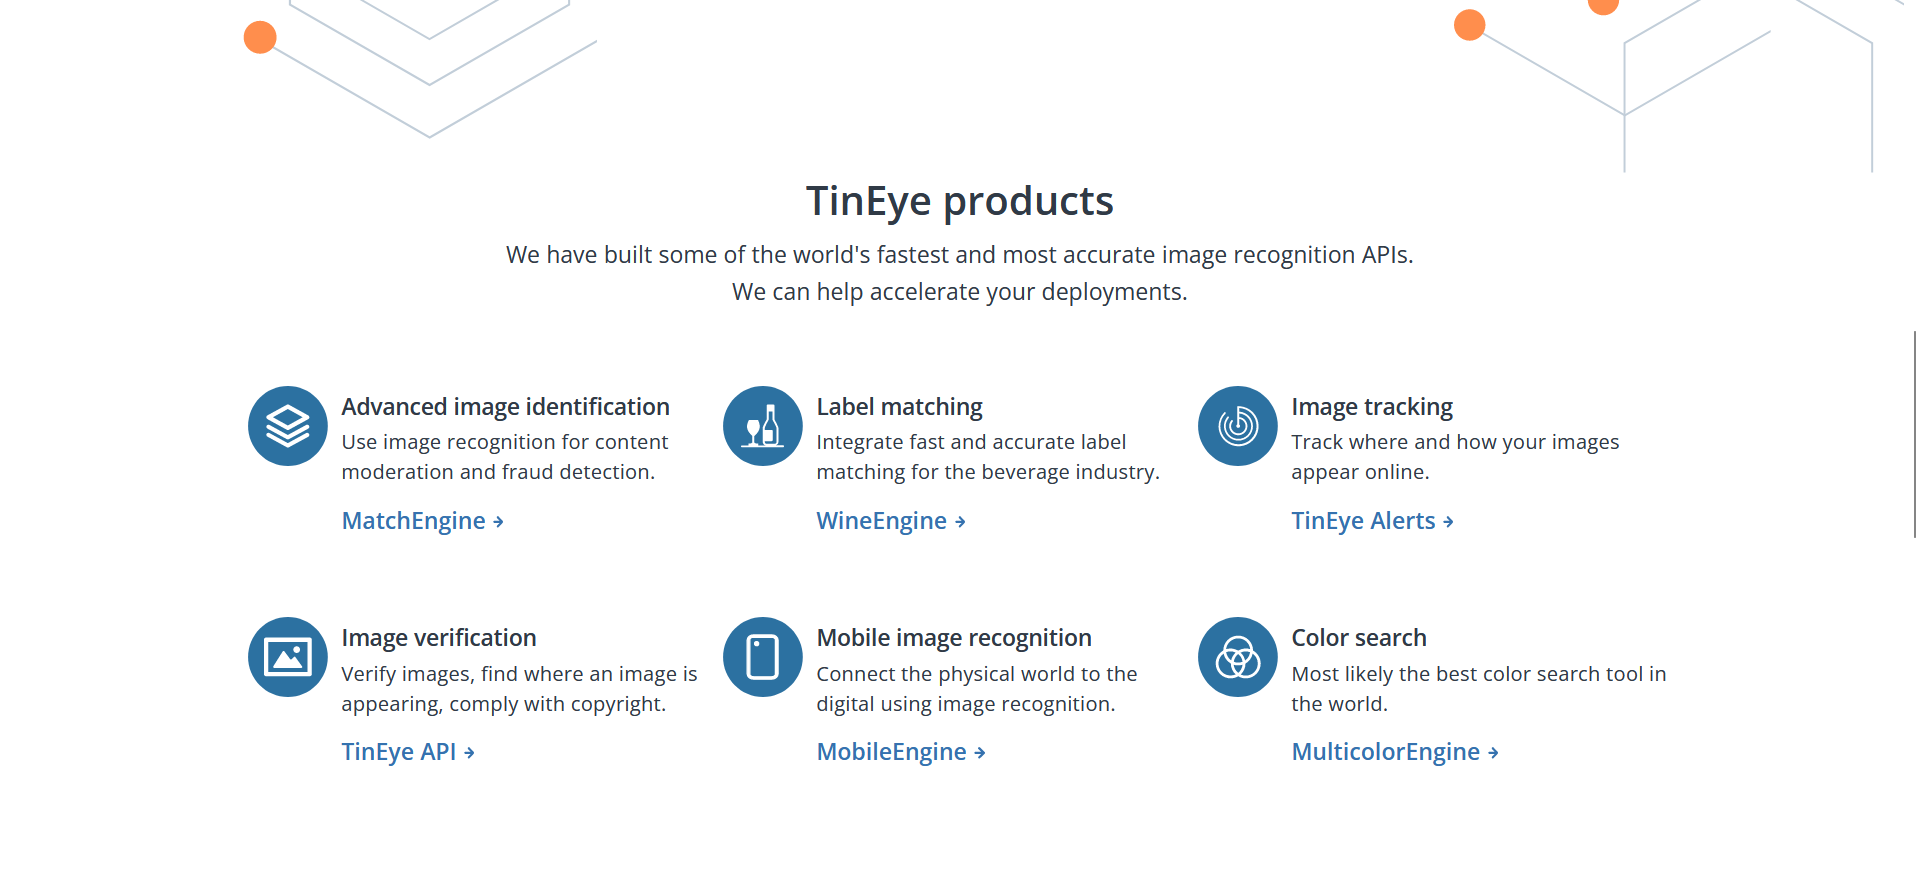 TinEye products
We have built some of the world's fastest and most accurate image recognition APIs.
We can help accelerate your deployments.
Advanced image identification
Use image recognition for content
moderation and fraud detection.
MatchEngine
Label matching
Integrate fast and accurate label
matching for the beverage industry.
WineEngine
Image tracking
Track where and how your images
appear online.
TinEye Alerts
Image verification
Verify images, find where an image is
appearing, comply with copyright.
TinEye API
Mobile image recognition
Connect the physical world to the
digital using image recognition.
MobileEngine
Color search
Most likely the best color search tool in
the world.
MulticolorEngine